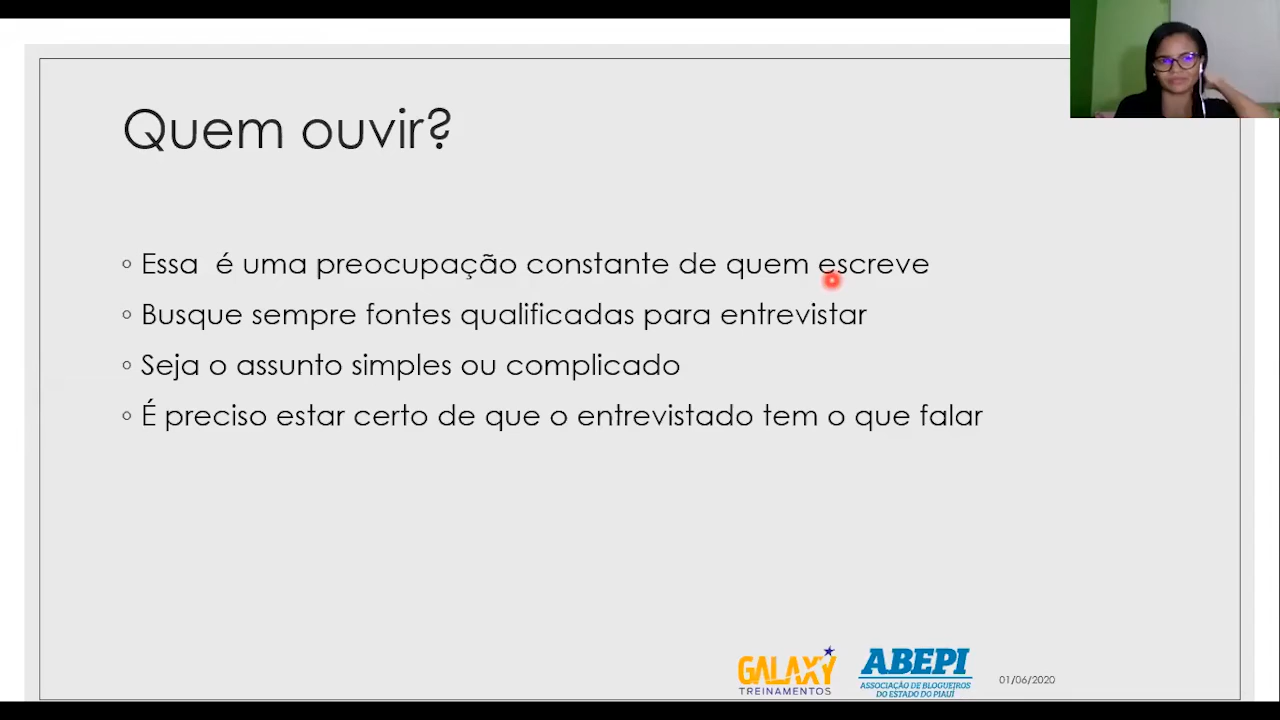 Quem ouvir?
Essa é uma preocupação constante de quem escreve
Busque sempre fontes qualificadas para entrevistar
Seja o assunto simples ou complicado
É preciso estar certo de que o entrevistado tem o que falar
GALAXY
TREINAMENTOS
ABEPI
ASSOCIAÇÃO DE BLOGUEIROS
DO ESTADO DO PIAUÍ
01/06/2020